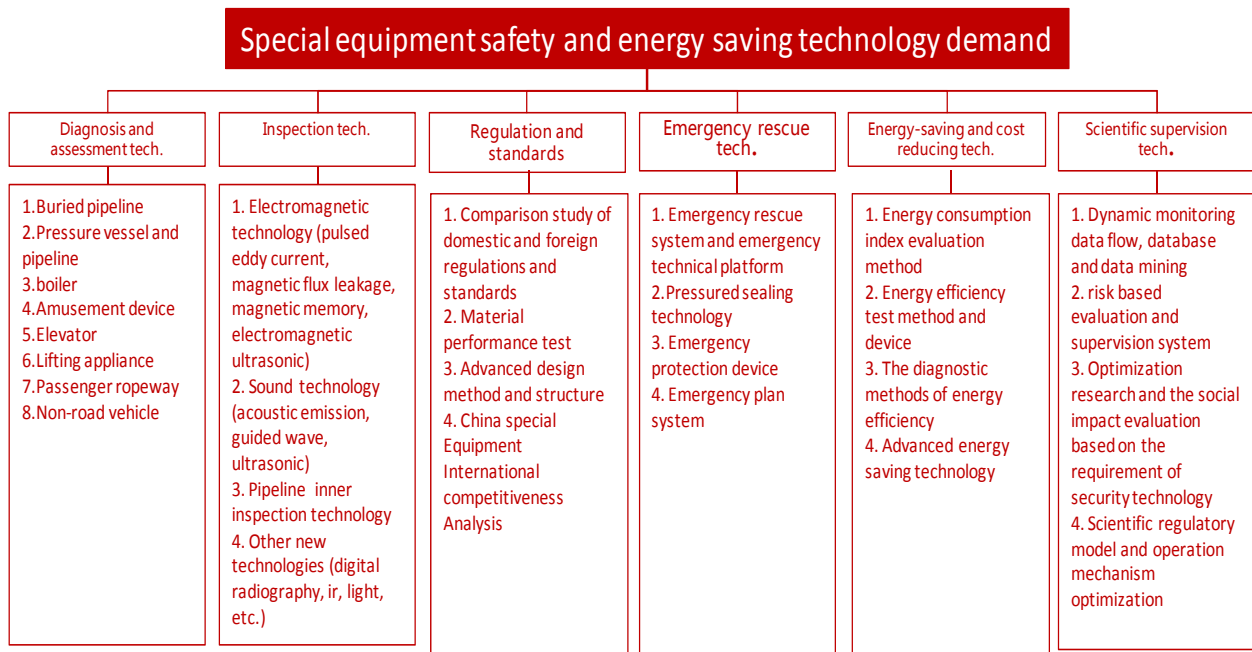 Special equipment safety and energy saving technology demand
Diagnosis and
assessment tech.
1.Buried pipeline
2.Pressure vessel and
pipeline
3.boiler
4.Amusement device
5.Elevator
6.Lifting appliance
7.Passenger ropeway
8.Non-road vehicle
Inspection tech.
1. Electromagnetic
technology (pulsed
eddy current,
magnetic flux leakage,
magnetic memory,
electromagnetic
ultrasonic)
2. Sound technology
(acoustic emission,
guided wave,
ultrasonic)
3. Pipeline inner
inspection technology
4. Other new
technologies (digital
radiography, ir, light,
etc.)
Regulation and
standards
1. Comparison study of
domestic and foreign
regulations and
standards
2. Material
performance test
3. Advanced design
method and structure
4. China special
Equipment
International
competitiveness
Analysis
Emergency rescue
tech.
1. Emergency rescue
system and emergency
technical platform
2.Pressured sealing
technology
3. Emergency
protection device
4. Emergency plan
system
Energy-saving and cost
reducing tech.
1. Energy consumption
index evaluation
method
2. Energy efficiency
test method and
device
3. The diagnostic
methods of energy
efficiency
4. Advanced energy
saving technology
Scientific supervision
tech.
1. Dynamic monitoring
data flow, database
and data mining
2. risk based
evaluation and
supervision system
3. Optimization
research and the social
impact evaluation
based on the
requirement of
security technology
4. Scientific regulatory
model and operation
mechanism
optimization